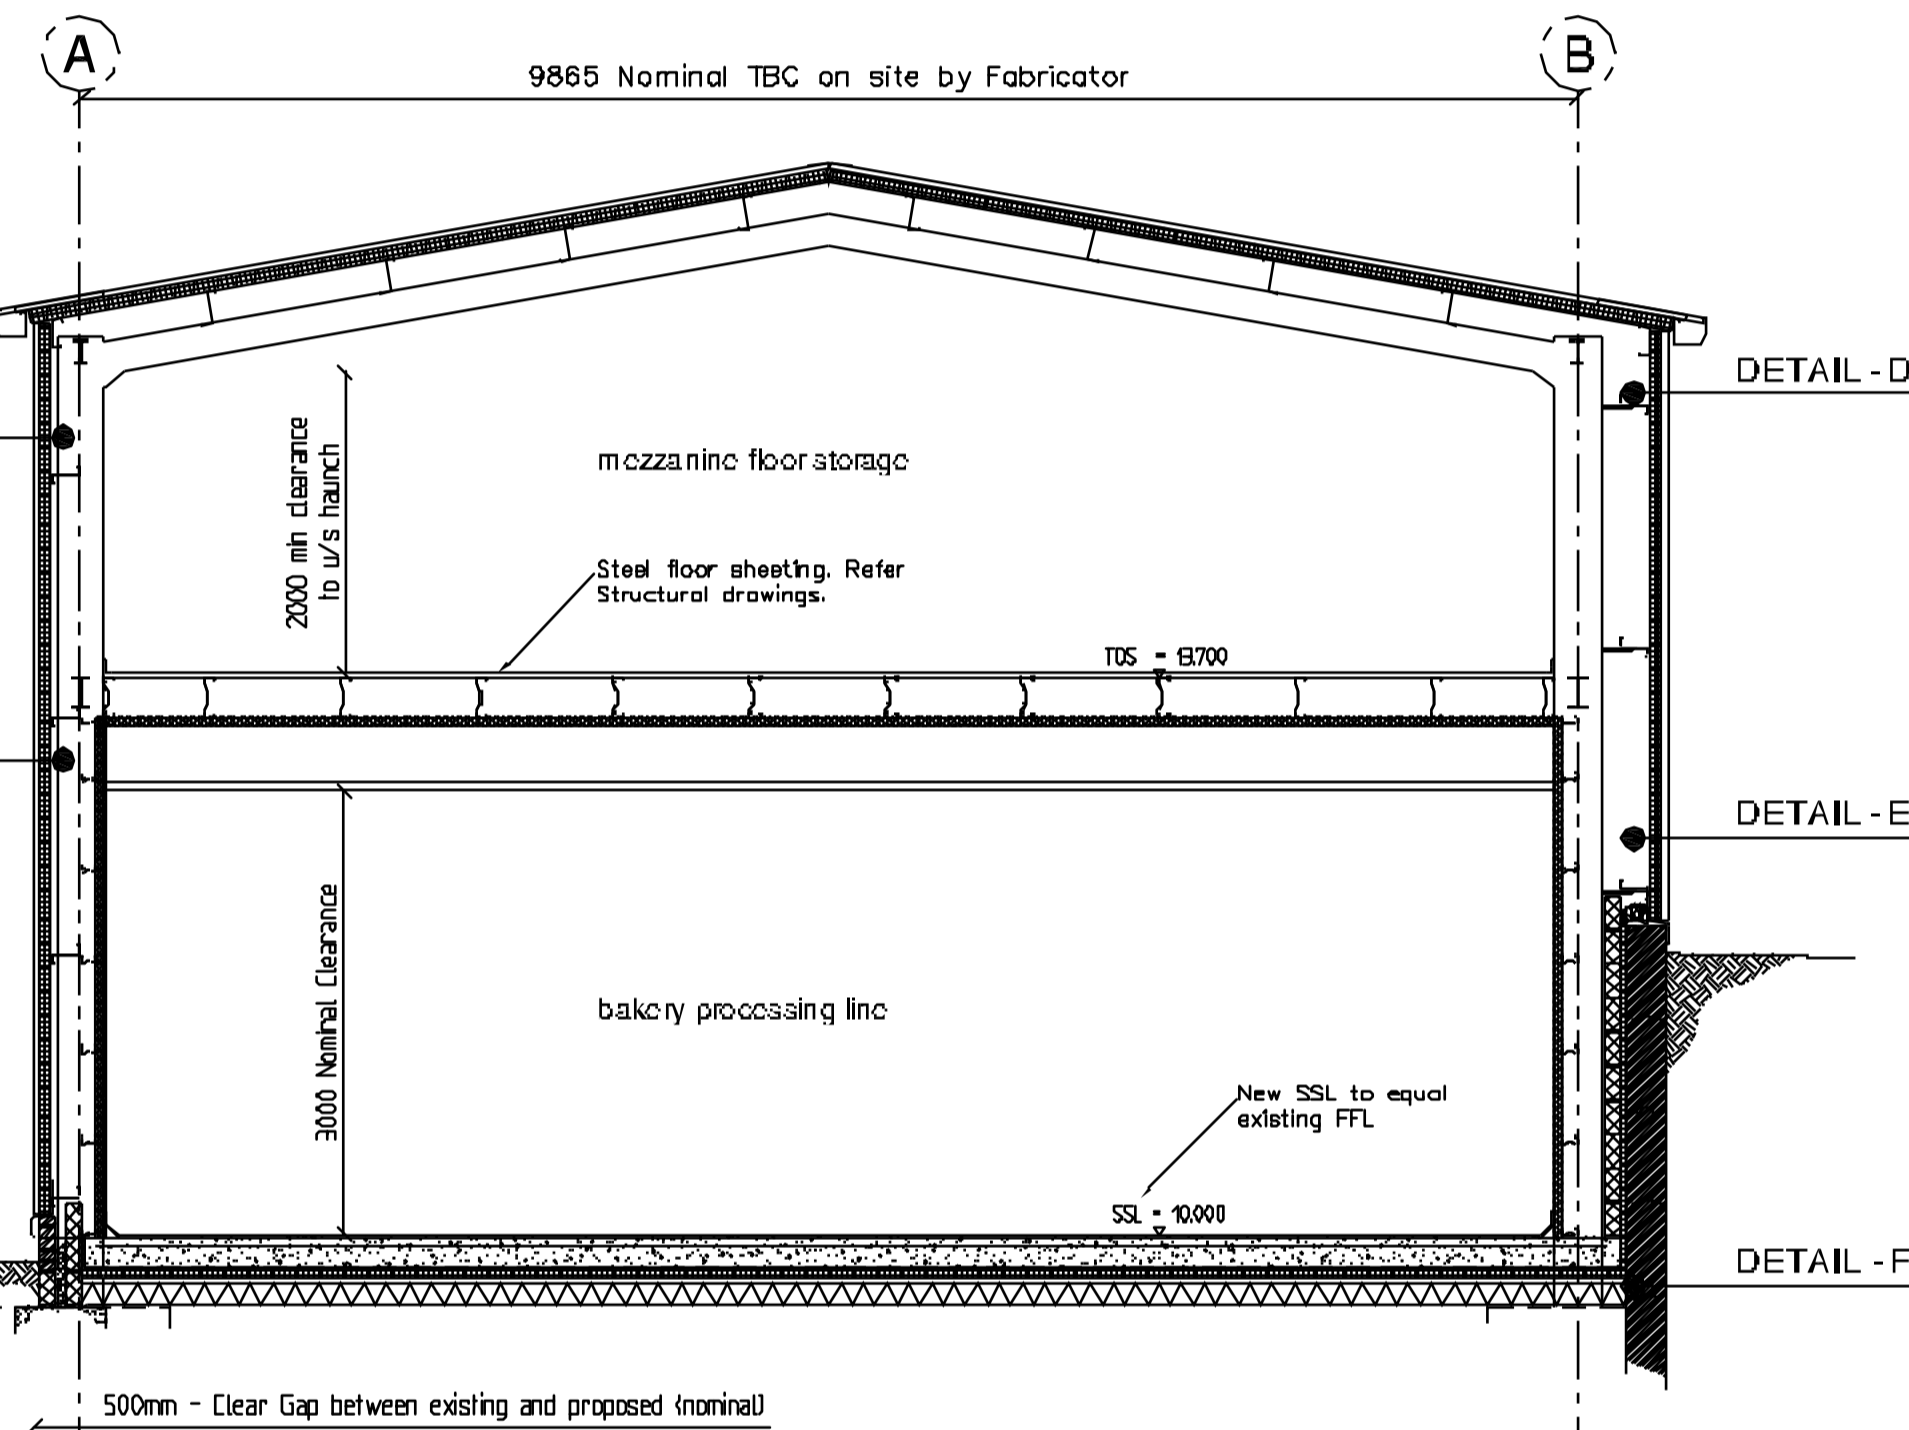 A
B
9865 Nominal TBC on site by Fabricator
DETAIL - D
2000 min clearance
to u/s haunch
mezzanine floor storage
Steel floor sheeting. Refer
Structural drawings.
TOS = 13.700
DETAIL - E
3000 Nominal Clearance
bakery processing line
New SSL to equal
existing FFL
SSL = 10.000
DETAIL - F
500mm - Clear Gap between existing and proposed (nominal)